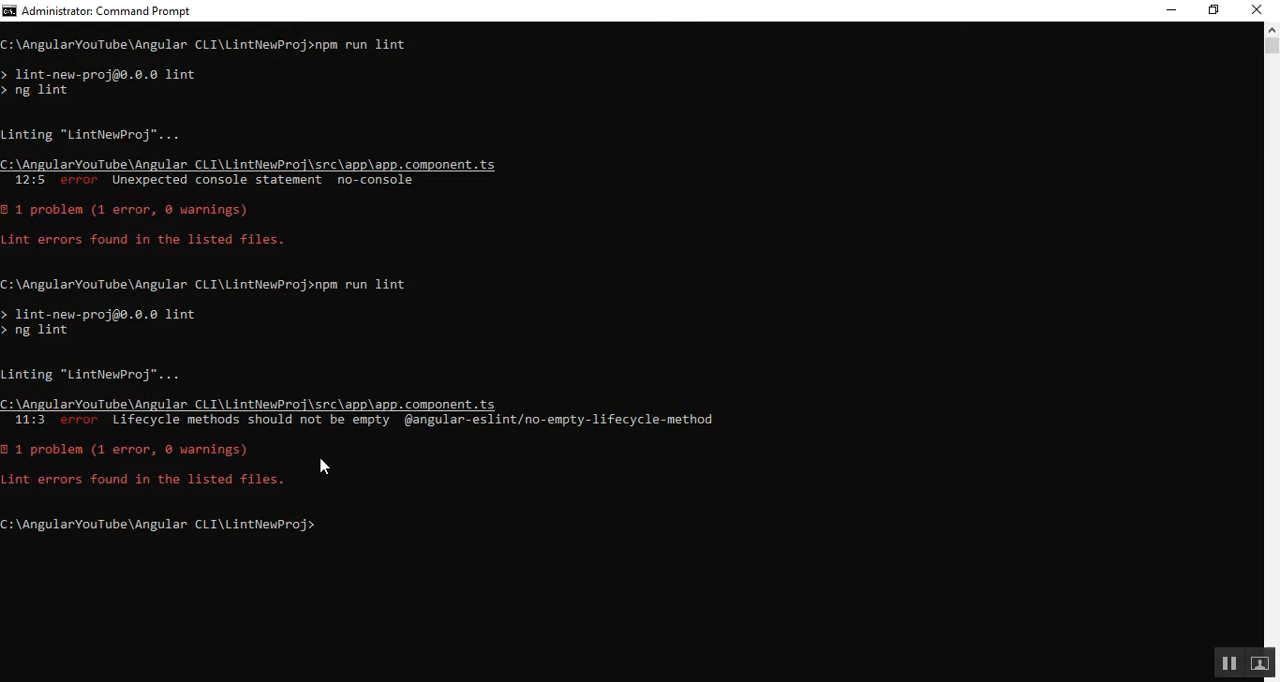 Administrator: Command Prompt
C:\AngularYouTube\Angular CLI\LintNewProj>npm run lint
> lint-new-proj@0.0.0 lint
> ng lint
Linting "LintNewProj"...
C:\AngularYouTube\Angular CLI\LintNewProj\src\app\app.component.ts
12:5  error  Unexpected console statement  no-console
1 problem (1 error, 0 warnings)
Lint errors found in the listed files.
C:\AngularYouTube\Angular CLI\LintNewProj>npm run lint
> lint-new-proj@0.0.0 lint
> ng lint
Linting "LintNewProj"...
C:\AngularYouTube\Angular CLI\LintNewProj\src\app\app.component.ts
11:3  error  Lifecycle methods should not be empty  @angular-eslint/no-empty-lifecycle-method
1 problem (1 error, 0 warnings)
Lint errors found in the listed files.
C:\AngularYouTube\Angular CLI\LintNewProj>